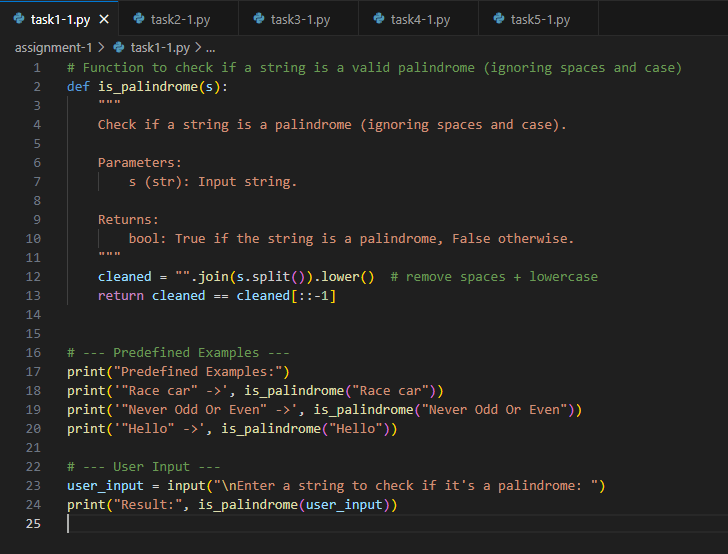 task1-1.py × task2-1.py task3-1.py task4-1.py task5-1.py
assignment-1 > task1-1.py > ...
1 # Function to check if a string is a valid palindrome (ignoring spaces and case)
2 def is_palindrome(s):
3     """
4     Check if a string is a palindrome (ignoring spaces and case).
5
6     Parameters:
7         s (str): Input string.
8
9     Returns:
10         bool: True if the string is a palindrome, False otherwise.
11     """
12     cleaned = "".join(s.split()).lower()  # remove spaces + lowercase
13     return cleaned == cleaned[::-1]
14
15
16 # --- Predefined Examples ---
17 print("Predefined Examples:")
18 print('"Race car" ->', is_palindrome("Race car"))
19 print('"Never Odd Or Even" ->', is_palindrome("Never Odd Or Even"))
20 print('"Hello" ->', is_palindrome("Hello"))
21
22 # --- User Input ---
23 user_input = input("\nEnter a string to check if it's a palindrome: ")
24 print("Result:", is_palindrome(user_input))
25